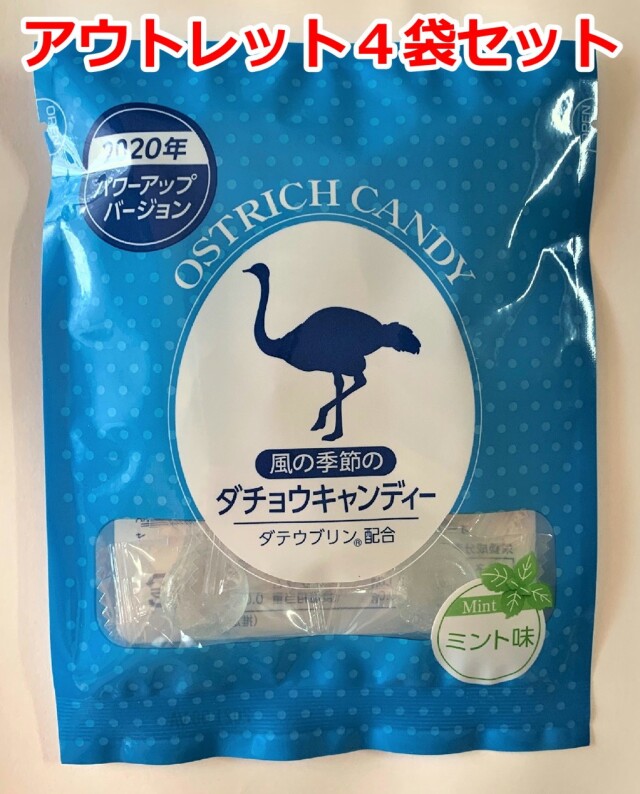 アウトレット４袋セット
OPEN
2020年
パワーアップ
バージョン
OSTRICH CANDY
風の季節の
ダチョウキャンディー
ダテウブリン®配合
Mint
ミント味